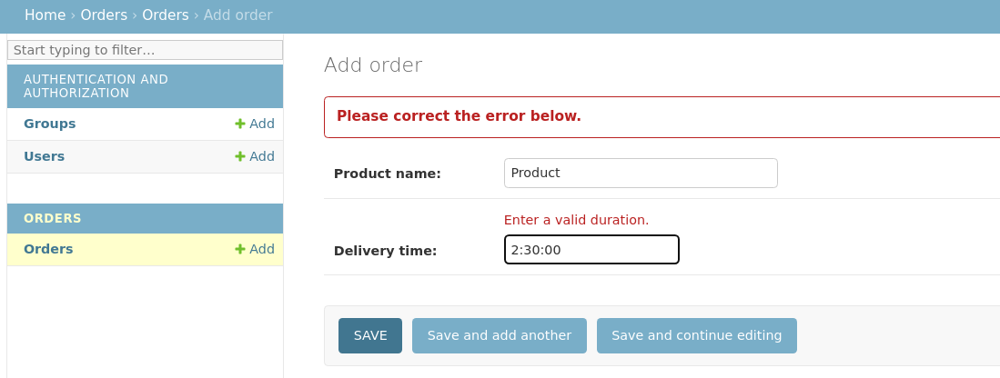 Home › Orders › Orders › Add order
Start typing to filter…
AUTHENTICATION AND
AUTHORIZATION
Groups
+ Add
Users
+ Add
ORDERS
Orders
+ Add
Add order
Please correct the error below.
Product name:
Product
Enter a valid duration.
Delivery time:
2:30:00
SAVE
Save and add another
Save and continue editing